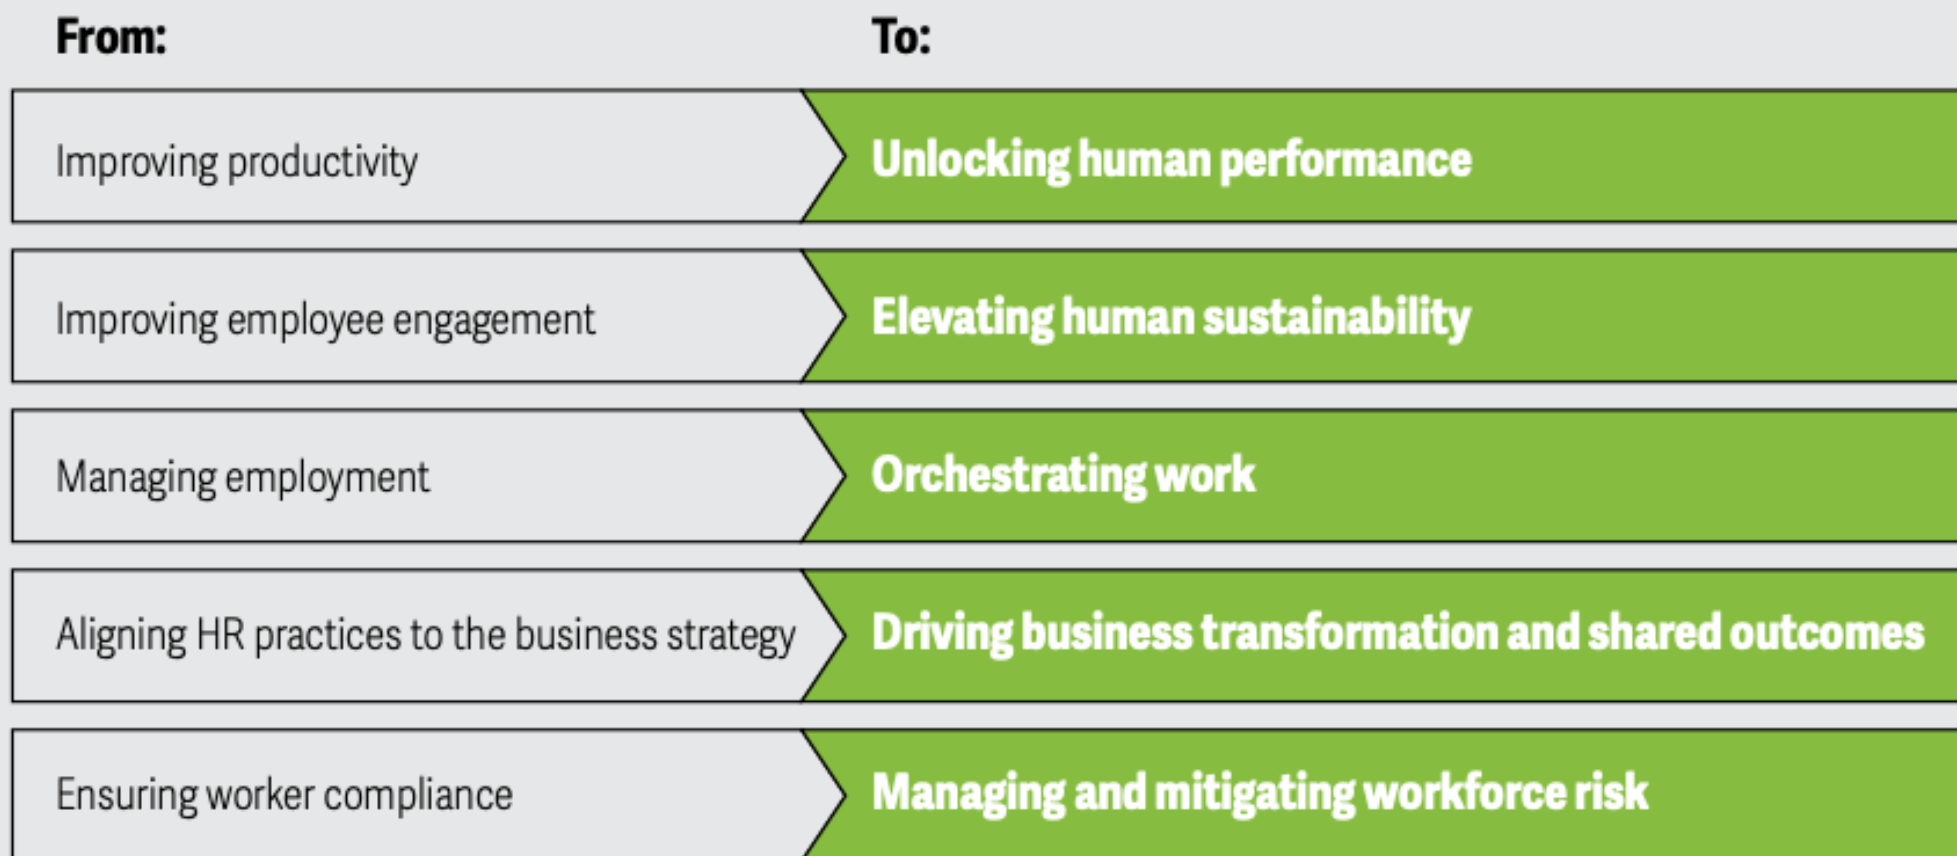 From:
To:
Improving productivity
Unlocking human performance
Improving employee engagement
Elevating human sustainability
Managing employment
Orchestrating work
Aligning HR practices to the business strategy
Driving business transformation and shared outcomes
Ensuring worker compliance
Managing and mitigating workforce risk